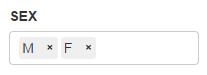 SEX
M × F ×